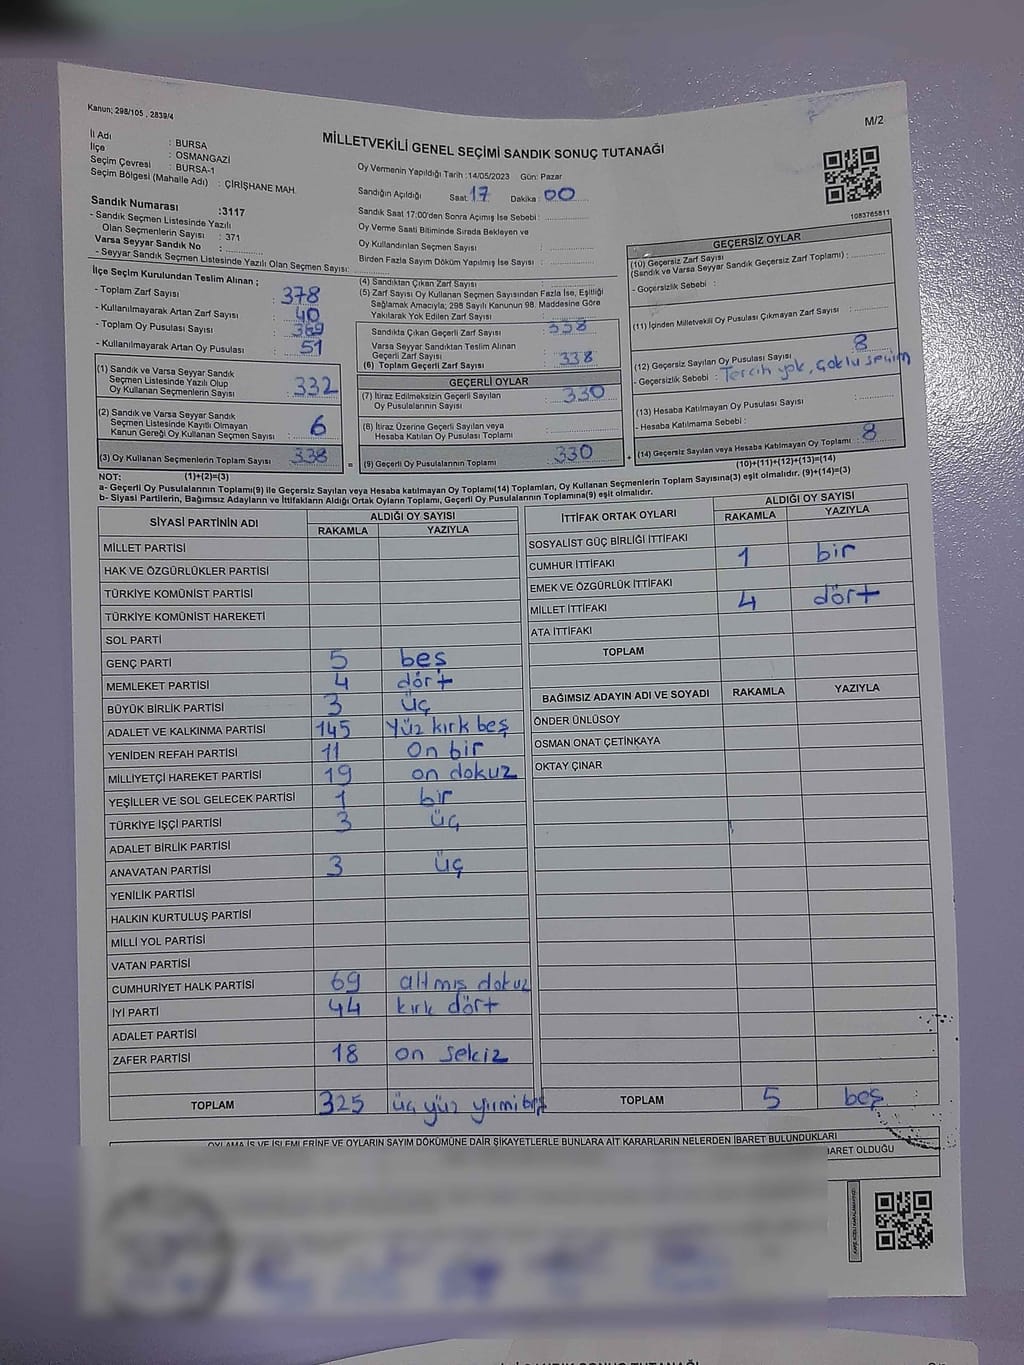 Kanun; 298/105 , 2839/4
M/2
MİLLETVEKİLİ GENEL SEÇİMİ SANDIK SONUÇ TUTANAĞI
İl Adı : BURSA
İlçe : OSMANGAZİ
Seçim Çevresi : BURSA-1
Seçim Bölgesi (Mahalle Adı) : ÇİRİŞHANE MAH.
Oy Vermenin Yapıldığı Tarih :14/05/2023 Gün: Pazar
Sandığın Açıldığı Saat: 17 Dakika: 00
Sandık Saat 17:00'den Sonra Açımış İse Sebebi :
Oy Verme Saati Bitiminde Sırada Bekleyen ve
Oy Kullandırılan Seçmen Sayısı :
Birden Fazla Sayım Döküm Yapılmış İse Sayısı :
1083765811
Sandık Numarası :3117
- Sandık Seçmen Listesinde Yazılı
Olan Seçmenlerin Sayısı : 371
Varsa Seyyar Sandık No :
- Seyyar Sandık Seçmen Listesinde Yazılı Olan Seçmen Sayısı:
İlçe Seçim Kurulundan Teslim Alınan ;
- Toplam Zarf Sayısı : 378
- Kullanılmayarak Artan Zarf Sayısı : 40
- Toplam Oy Pusulası Sayısı : 389
- Kullanılmayarak Artan Oy Pusulası : 51
(1) Sandık ve Varsa Seyyar Sandık
Seçmen Listesinde Yazılı Olup
Oy Kullanan Seçmenlerin Sayısı : 332
(2) Sandık ve Varsa Seyyar Sandık
Seçmen Listesinde Kayıtlı Olmayan
Kanun Gereği Oy Kullanan Seçmen Sayısı : 6
(3) Oy Kullanan Seçmenlerin Toplam Sayısı : 338
(1)+(2)=(3)
(4) Sandıktan Çıkan Zarf Sayısı :
(5) Zarf Sayısı Oy Kullanan Seçmen Sayısından Fazla İse, Eşitliği
Sağlamak Amacıyla; 298 Sayılı Kanunun 98. Maddesine Göre
Yakılarak Yok Edilen Zarf Sayısı :
Sandıkta Çıkan Geçerli Zarf Sayısı : 338
Varsa Seyyar Sandıktan Teslim Alınan
Geçerli Zarf Sayısı :
(6) Toplam Geçerli Zarf Sayısı : 338
GEÇERLİ OYLAR
(7) İtiraz Edilmeksizin Geçerli Sayılan
Oy Pusulalarının Sayısı : 330
(8) İtiraz Üzerine Geçerli Sayılan veya
Hesaba Katılan Oy Pusulası Toplamı :
= (9) Geçerli Oy Pusulalarının Toplamı : 330
GEÇERSİZ OYLAR
(10) Geçersiz Zarf Sayısı
(Sandık ve Varsa Seyyar Sandık Geçersiz Zarf Toplamı) :
- Geçersizlik Sebebi :
(11) İçinden Milletvekili Oy Pusulası Çıkmayan Zarf Sayısı :
(12) Geçersiz Sayılan Oy Pusulası Sayısı : 8
- Geçersizlik Sebebi : Tercih yok, çoklu seçim
(13) Hesaba Katılmayan Oy Pusulası Sayısı :
- Hesaba Katılmama Sebebi :
+ (14) Geçersiz Sayılan veya Hesaba Katılmayan Oy Toplamı : 8
(10)+(11)+(12)+(13)=(14)
NOT:
a- Geçerli Oy Pusulalarının Toplamı(9) ile Geçersiz Sayılan veya Hesaba katılmayan Oy Toplamı(14) Toplamları, Oy Kullanan Seçmenlerin Toplam Sayısına(3) eşit olmalıdır. (9)+(14)=(3)
b- Siyasi Partilerin, Bağımsız Adayların ve İttifakların Aldığı Ortak Oyların Toplamı, Geçerli Oy Pusulalarının Toplamına(9) eşit olmalıdır.
SİYASİ PARTİNİN ADI ALDIĞI OY SAYISI
RAKAMLA YAZIYLA
MİLLET PARTİSİ
HAK VE ÖZGÜRLÜKLER PARTİSİ
TÜRKİYE KOMÜNİST PARTİSİ
TÜRKİYE KOMÜNİST HAREKETİ
SOL PARTİ
GENÇ PARTİ 5 beş
MEMLEKET PARTİSİ 4 dört
BÜYÜK BİRLİK PARTİSİ 3 üç
ADALET VE KALKINMA PARTİSİ 145 yüz kırk beş
YENİDEN REFAH PARTİSİ 11 on bir
MİLLİYETÇİ HAREKET PARTİSİ 19 on dokuz
YEŞİLLER VE SOL GELECEK PARTİSİ 1 bir
TÜRKİYE İŞÇİ PARTİSİ 3 üç
ADALET BİRLİK PARTİSİ
ANAVATAN PARTİSİ 3 üç
YENİLİK PARTİSİ
HALKIN KURTULUŞ PARTİSİ
MİLLİ YOL PARTİSİ
VATAN PARTİSİ
CUMHURİYET HALK PARTİSİ 69 altmış dokuz
İYİ PARTİ 44 kırk dört
ADALET PARTİSİ
ZAFER PARTİSİ 18 on sekiz
TOPLAM 325 üç yüz yirmi beş
İTTİFAK ORTAK OYLARI ALDIĞI OY SAYISI
RAKAMLA YAZIYLA
SOSYALİST GÜÇ BİRLİĞİ İTTİFAKI
CUMHUR İTTİFAKI 1 bir
EMEK VE ÖZGÜRLÜK İTTİFAKI
MİLLET İTTİFAKI 4 dört
ATA İTTİFAKI
TOPLAM
BAĞIMSIZ ADAYIN ADI VE SOYADI RAKAMLA YAZIYLA
ÖNDER ÜNLÜSOY
OSMAN ONAT ÇETİNKAYA
OKTAY ÇINAR
TOPLAM 5 beş
OYLAMA İŞ VE İŞLEMLERİNE VE OYLARIN SAYIM DÖKÜMÜNE DAİR ŞİKAYETLERLE BUNLARA AİT KARARLARIN NELERDEN İBARET BULUNDUKLARI
İBARET OLDUĞU